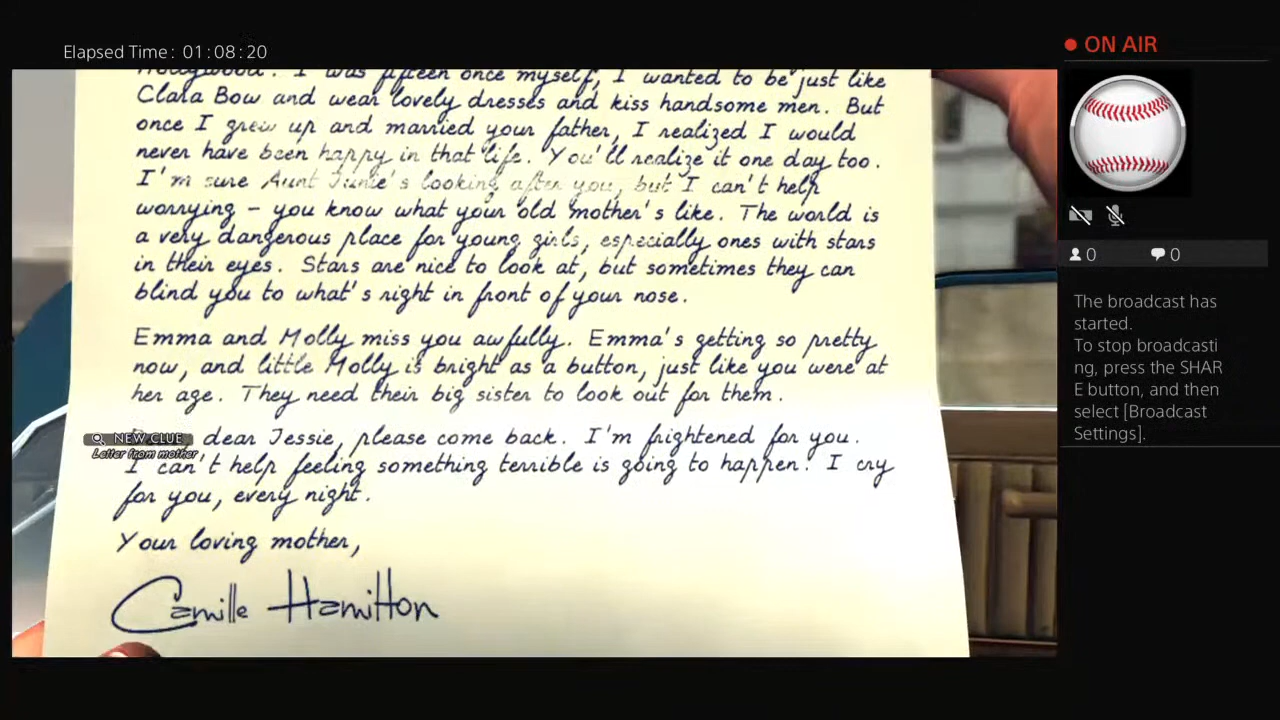 Elapsed Time: 01:08:20
ON AIR
Hollywood. I was fifteen once myself, I wanted to be just like
Clara Bow and wear lovely dresses and kiss handsome men. But
once I grew up and married your father, I realized I would
never have been happy in that life. You'll realize it one day too.
I'm sure Aunt Junie's looking after you, but I can't help
worrying – you know what your old mother's like. The world is
a very dangerous place for young girls, especially ones with stars
in their eyes. Stars are nice to look at, but sometimes they can
blind you to what's right in front of your nose.
Emma and Molly miss you awfully. Emma's getting so pretty
now, and little Molly is bright as a button, just like you were at
her age. They need their big sister to look out for them.
NEW CLUE
Letter from mother
dear Jessie, please come back. I'm frightened for you.
I can't help feeling something terrible is going to happen. I cry
for you, every night.
Your loving mother,
Camille Hamilton
0
0
The broadcast has
started.
To stop broadcasti
ng, press the SHAR
E button, and then
select [Broadcast
Settings].